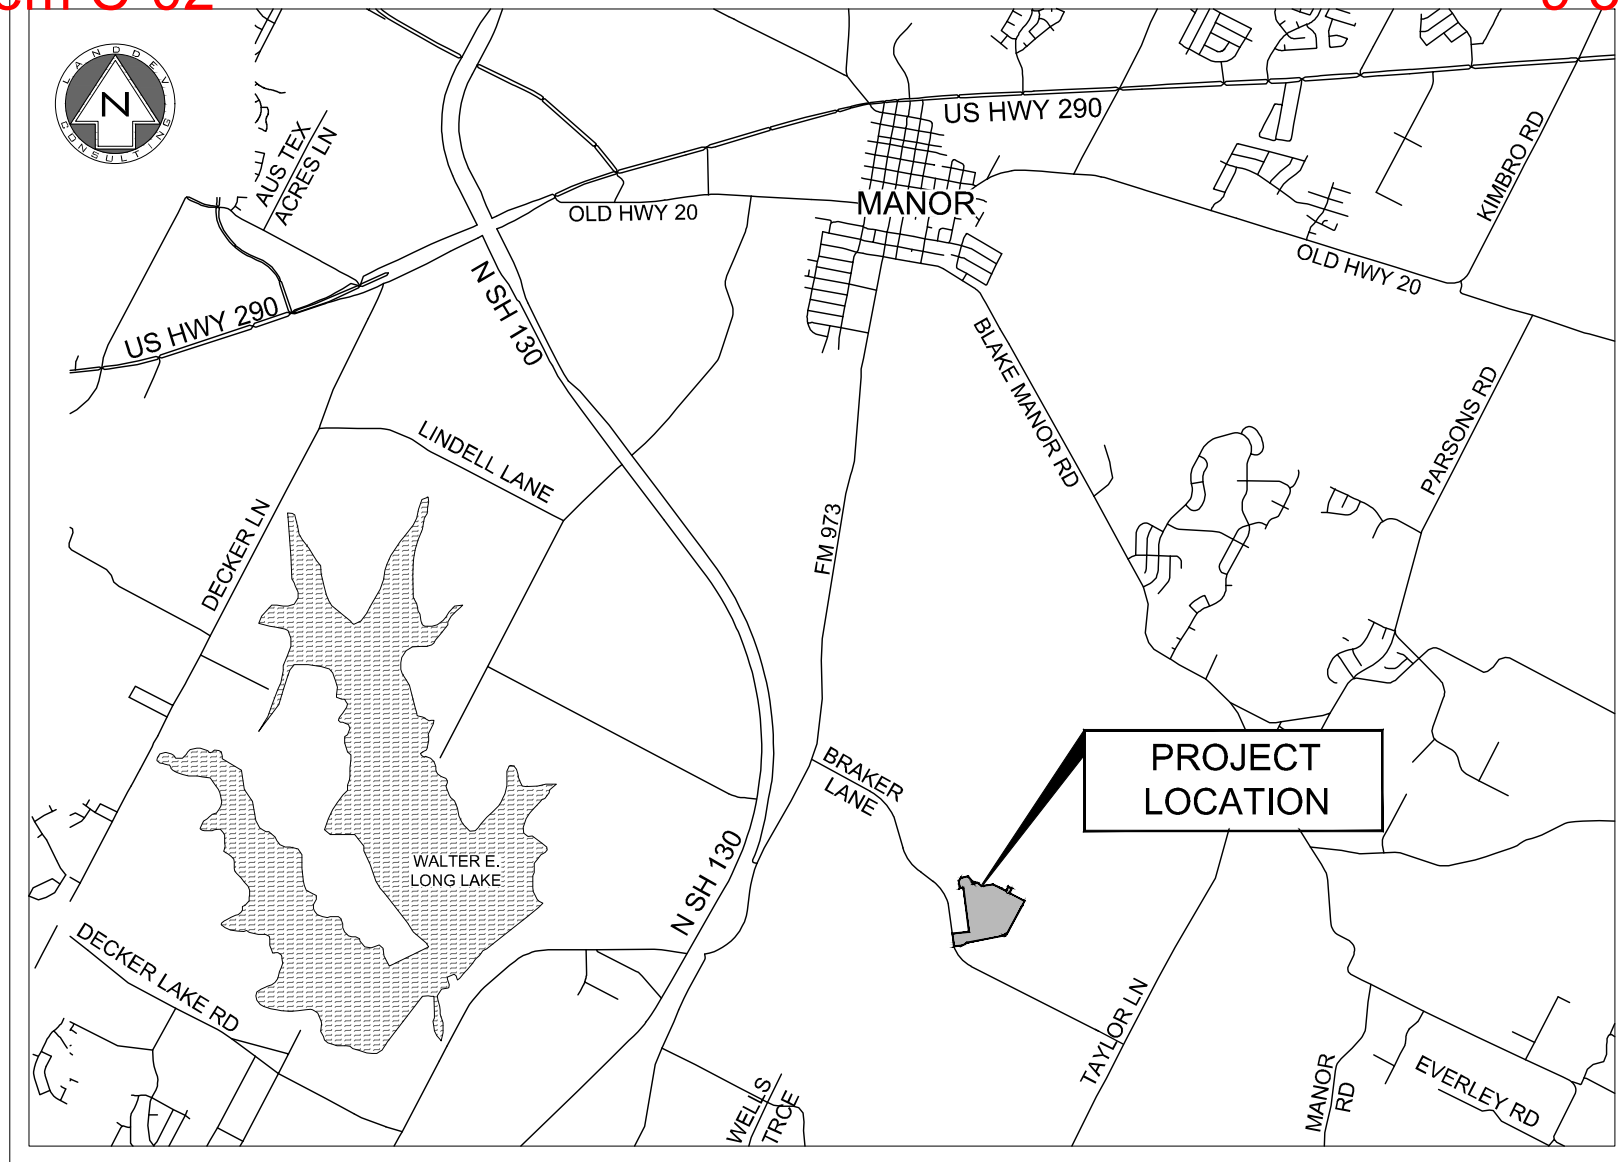 LANDDEV
CONSULTING
N
US HWY 290
AUS TEX
ACRES LN
KIMBRO RD
MANOR
OLD HWY 20
OLD HWY 20
N SH 130
US HWY 290
BLAKE MANOR RD
PARSONS RD
LINDELL LANE
DECKER LN
FM 973
PROJECT
LOCATION
BRAKER
LANE
WALTER E.
LONG LAKE
N SH 130
DECKER LAKE RD
TAYLOR LN
MANOR
RD
EVERLEY RD
WELLS
TRCE